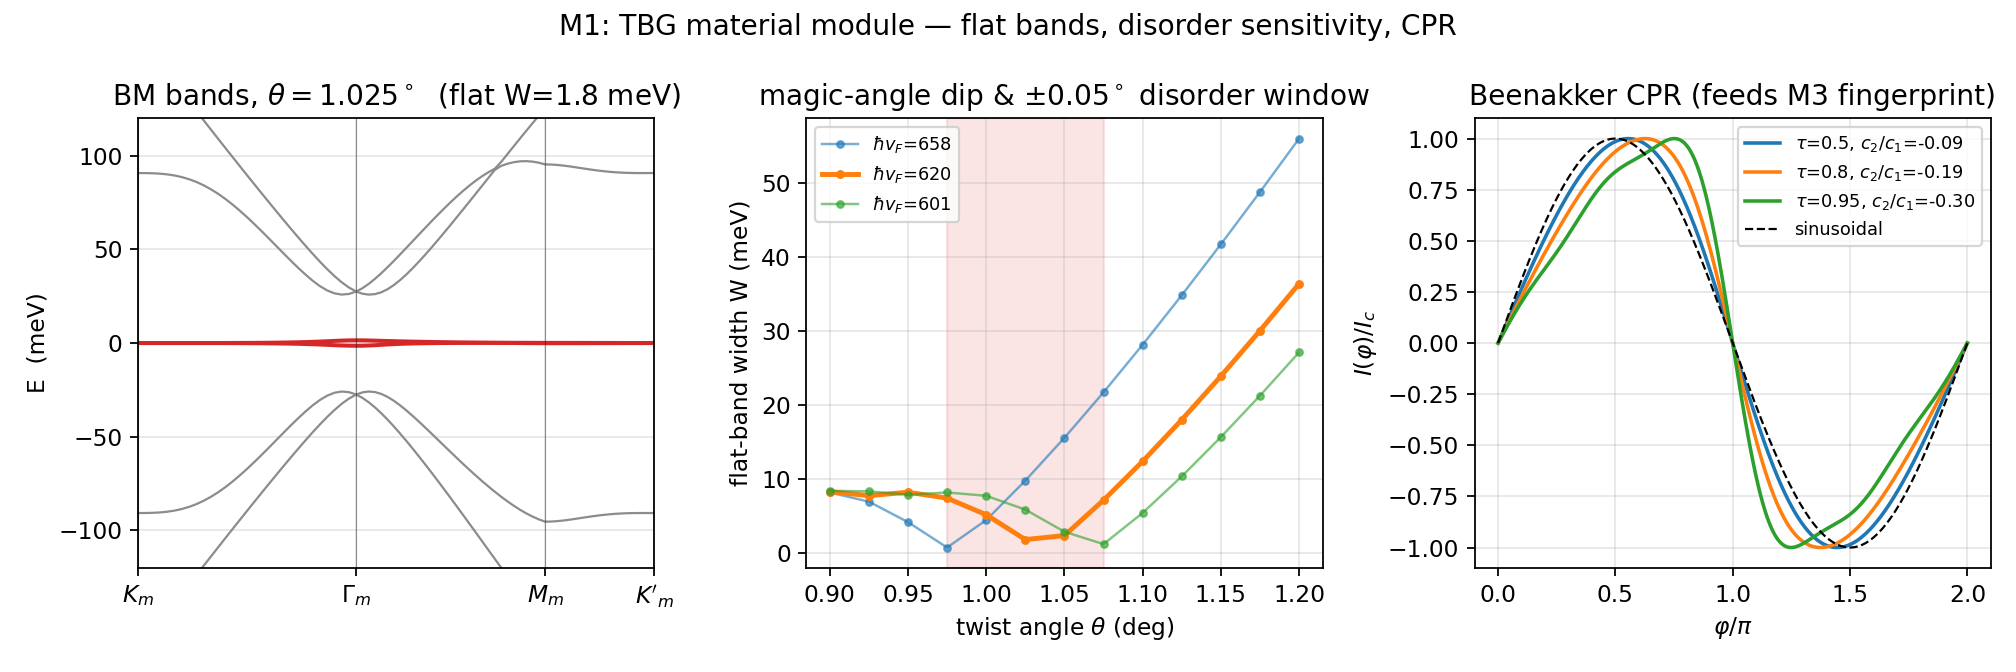 M1: TBG material module — flat bands, disorder sensitivity, CPR
BM bands, θ = 1.025° (flat W=1.8 meV)
E (meV)
100
50
0
−50
−100
K_m
Γ_m
M_m
K'_m
magic-angle dip & ±0.05° disorder window
flat-band width W (meV)
50
40
30
20
10
0
ħv_F=658
ħv_F=620
ħv_F=601
0.90 0.95 1.00 1.05 1.10 1.15 1.20
twist angle θ (deg)
Beenakker CPR (feeds M3 fingerprint)
I(φ)/I_c
1.00
0.75
0.50
0.25
0.00
−0.25
−0.50
−0.75
−1.00
τ=0.5, c₂/c₁=-0.09
τ=0.8, c₂/c₁=-0.19
τ=0.95, c₂/c₁=-0.30
sinusoidal
0.0 0.5 1.0 1.5 2.0
φ/π